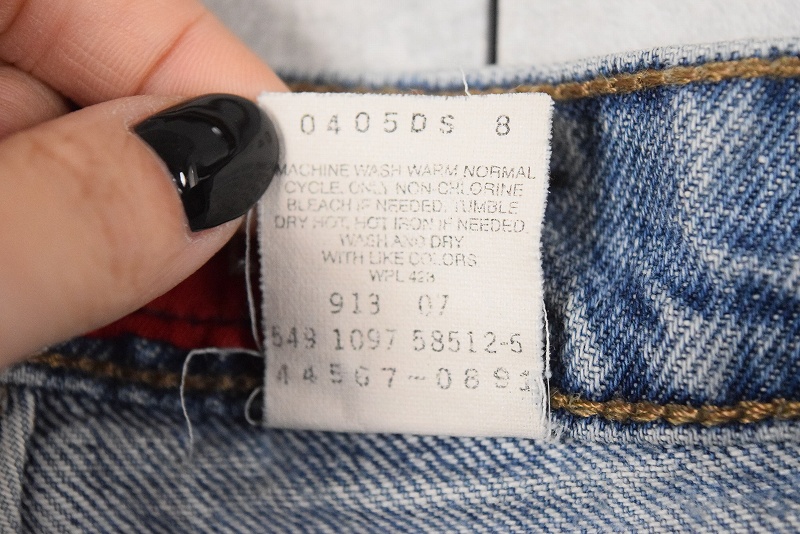 0405DS 8
MACHINE WASH WARM NORMAL
CYCLE. ONLY NON-CHLORINE
BLEACH IF NEEDED. TUMBLE
DRY HOT. HOT IRON IF NEEDED.
WASH AND DRY
WITH LIKE COLORS
WPL 423
913 07
549 1097 58512-6
44567-0891